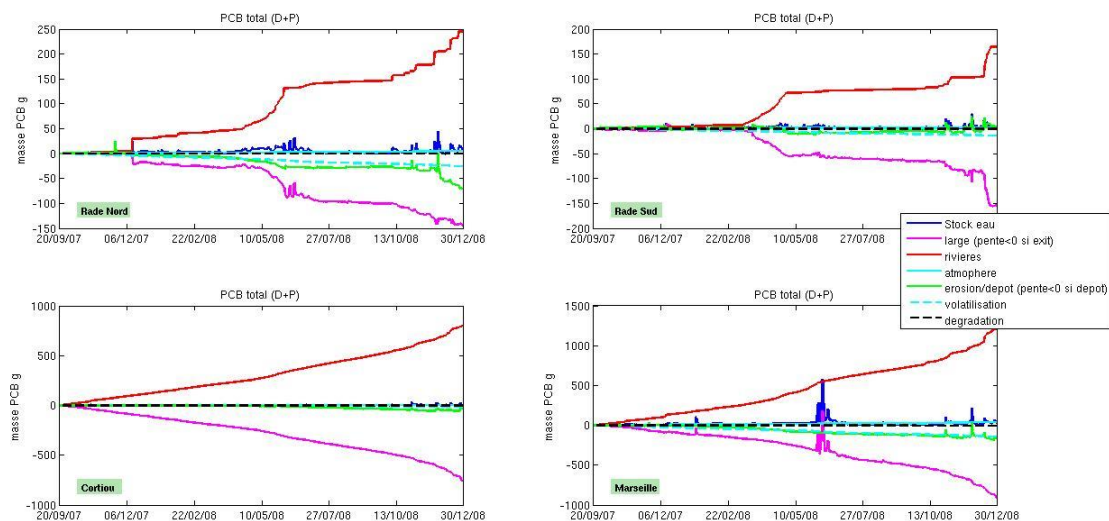 PCB total (D+P)
250
200
150
100
50
0
-50
-100
-150
masse PCB g
Rade Nord
20/09/07 06/12/07 22/02/08 10/05/08 27/07/08 13/10/08 30/12/08
PCB total (D+P)
200
150
100
50
0
-50
-100
-150
-200
masse PCB g
Rade Sud
20/09/07 06/12/07 22/02/08 10/05/08 27/07/08 13/10/08 30/12/08
Stock eau
large (pente<0 si exit)
rivieres
atmophere
erosion/depot (pente<0 si depot)
volatilisation
degradation
PCB total (D+P)
1000
500
0
-500
-1000
masse PCB g
Cortiou
20/09/07 06/12/07 22/02/08 10/05/08 27/07/08 13/10/08 30/12/08
PCB total (D+P)
1500
1000
500
0
-500
-1000
masse PCB g
Marseille
20/09/07 06/12/07 22/02/08 10/05/08 27/07/08 13/10/08 30/12/08